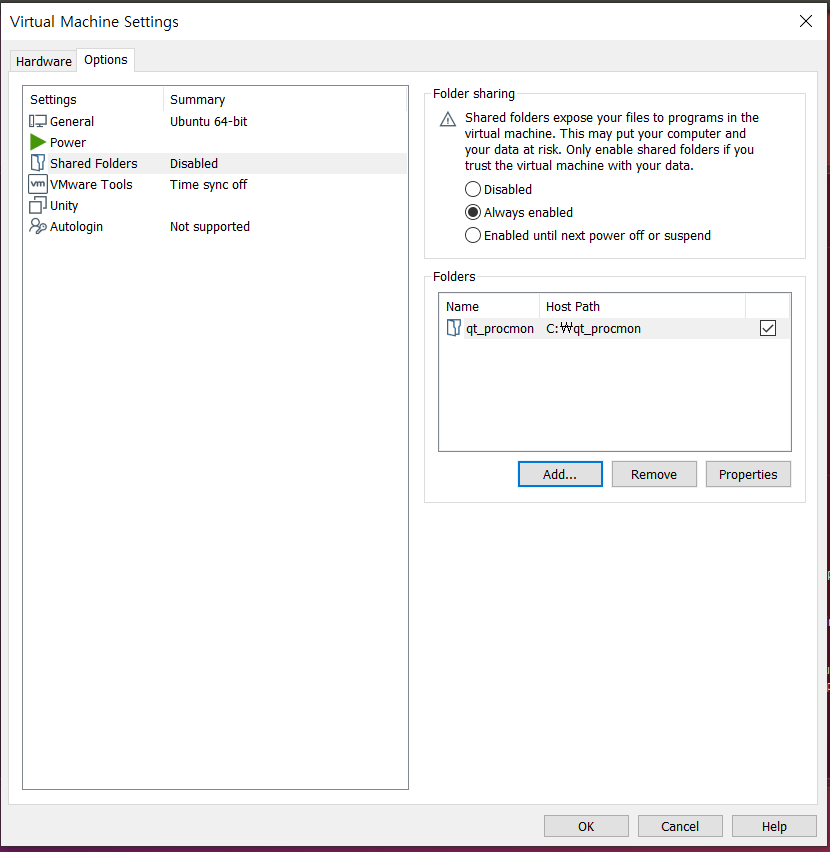 Virtual Machine Settings
Hardware Options
Settings Summary
General Ubuntu 64-bit
Power
Shared Folders Disabled
vm VMware Tools Time sync off
Unity
Autologin Not supported
Folder sharing
Shared folders expose your files to programs in the
virtual machine. This may put your computer and
your data at risk. Only enable shared folders if you
trust the virtual machine with your data.
Disabled
Always enabled
Enabled until next power off or suspend
Folders
Name Host Path
qt_procmon C:₩qt_procmon
Add... Remove Properties
OK Cancel Help